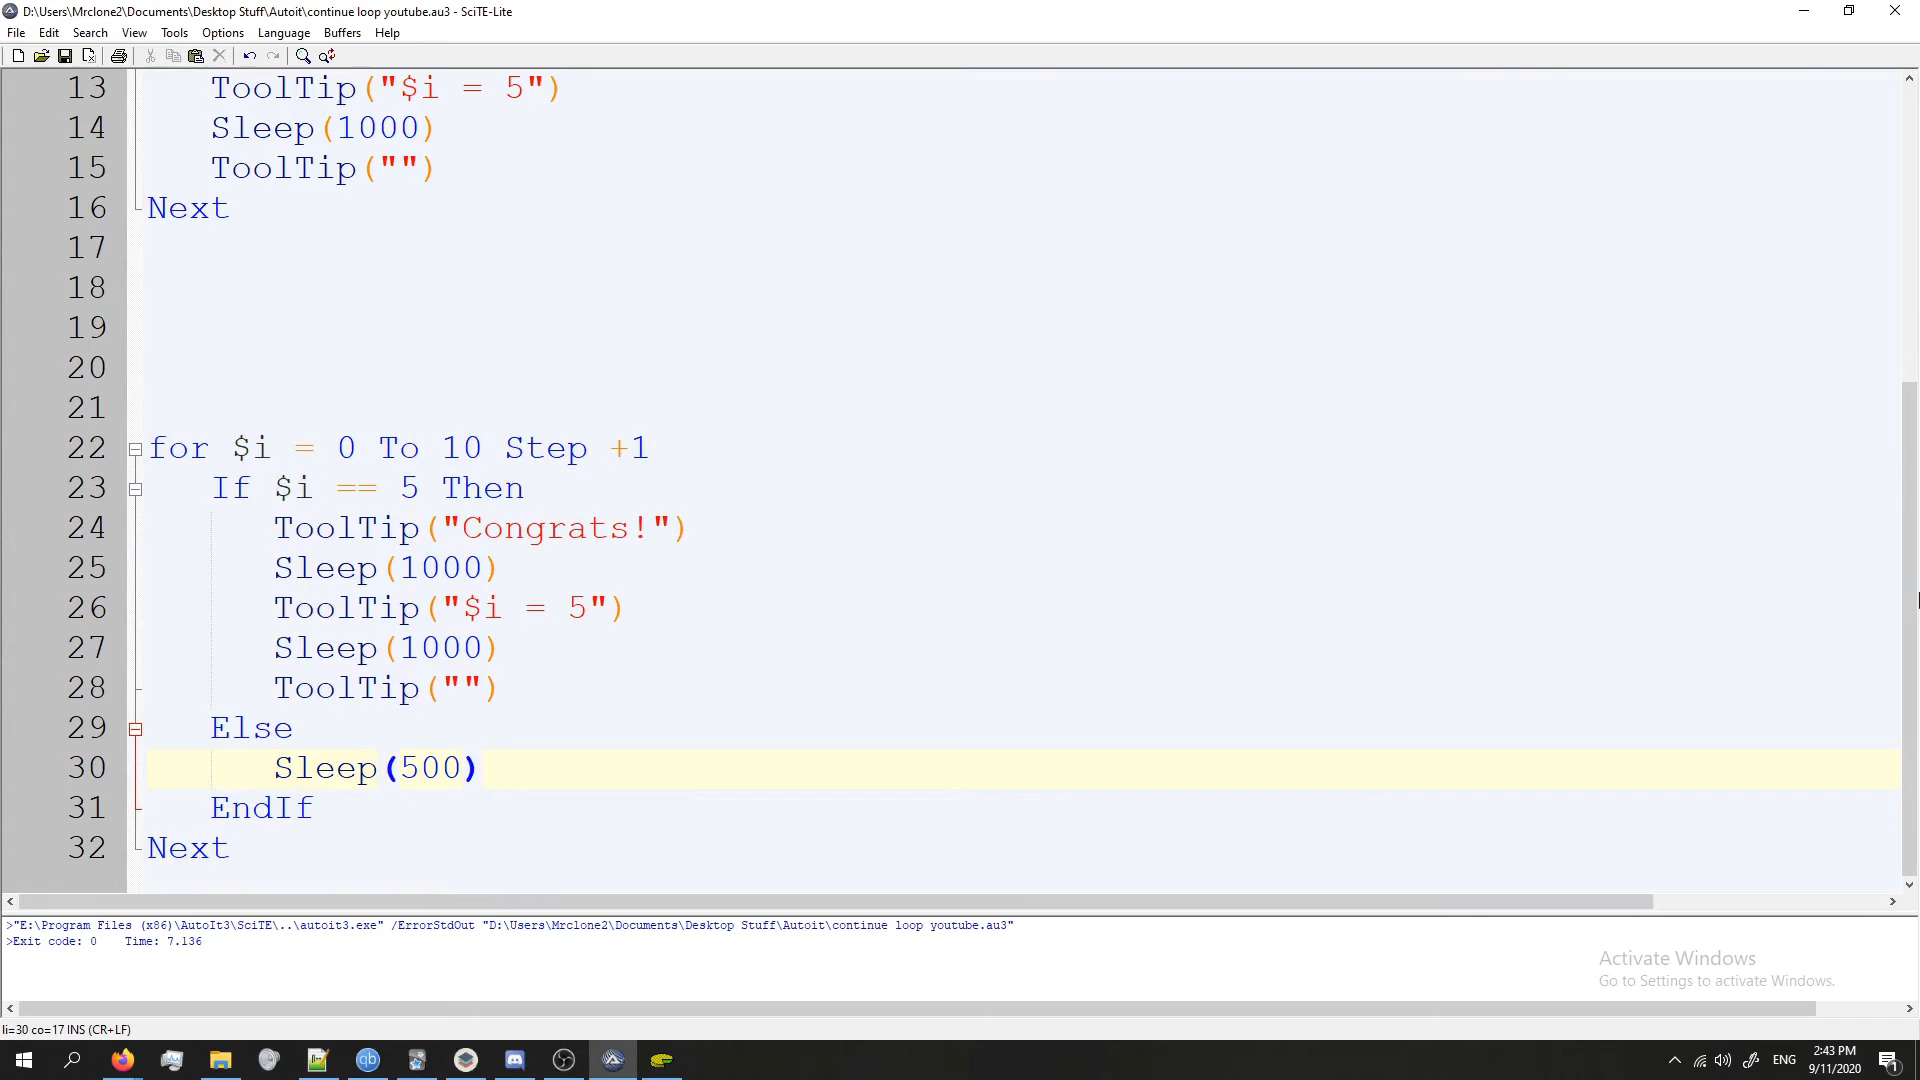 D:\Users\Mrclone2\Documents\Desktop Stuff\Autoit\continue loop youtube.au3 - SciTE-Lite
File Edit Search View Tools Options Language Buffers Help
13 ToolTip("$i = 5")
14 Sleep(1000)
15 ToolTip("")
16 Next
17
18
19
20
21
22 for $i = 0 To 10 Step +1
23 If $i == 5 Then
24 ToolTip("Congrats!")
25 Sleep(1000)
26 ToolTip("$i = 5")
27 Sleep(1000)
28 ToolTip("")
29 Else
30 Sleep(500)
31 EndIf
32 Next
>"E:\Program Files (x86)\AutoIt3\SciTE\..\autoit3.exe" /ErrorStdOut "D:\Users\Mrclone2\Documents\Desktop Stuff\Autoit\continue loop youtube.au3"
>Exit code: 0 Time: 7.136
Activate Windows
Go to Settings to activate Windows.
li=30 co=17 INS (CR+LF)
qb
ENG
2:43 PM
9/11/2020
1